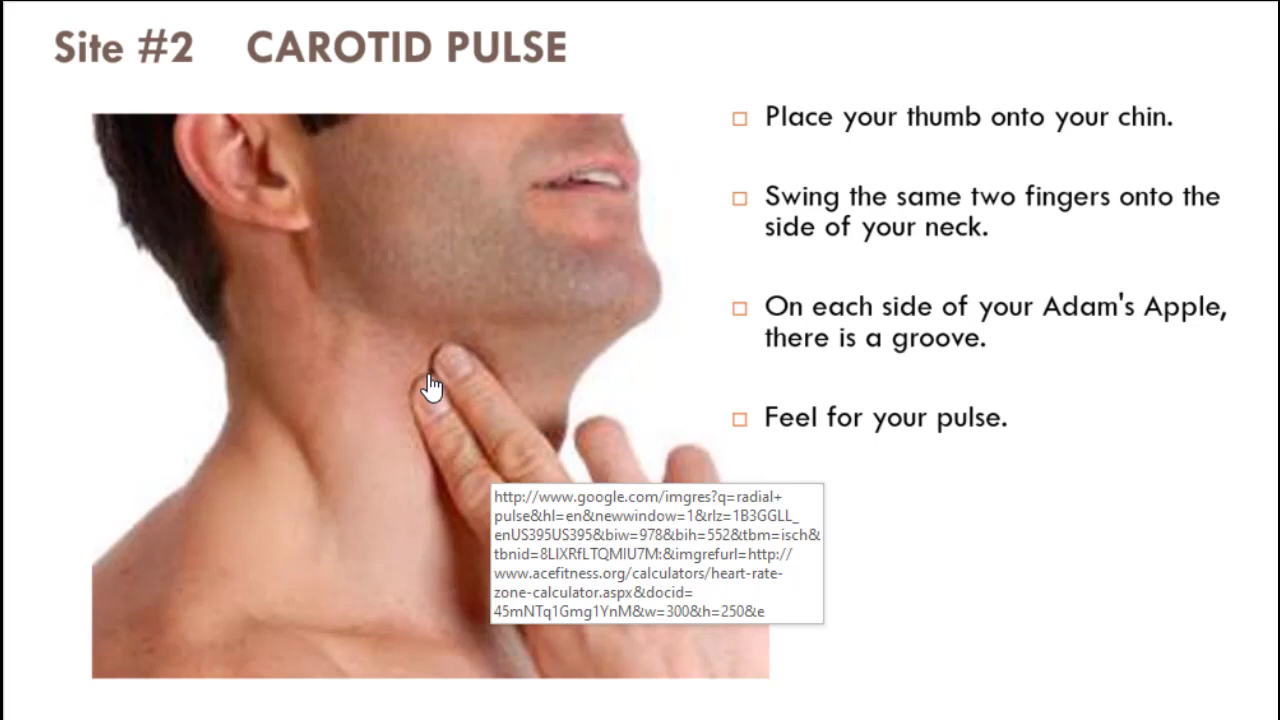 Site #2 CAROTID PULSE
Place your thumb onto your chin.
Swing the same two fingers onto the
side of your neck.
On each side of your Adam's Apple,
there is a groove.
Feel for your pulse.
http://www.google.com/imgres?q=radial+
pulse&hl=en&newwindow=1&rlz=1B3GGLL_
enUS395US395&biw=978&bih=552&tbm=isch&
tbnid=8LIXRfLTQMIU7M:&imgrefurl=http://
www.acefitness.org/calculators/heart-rate-
zone-calculator.aspx&docid=
45mNTq1Gmg1YnM&w=300&h=250&e